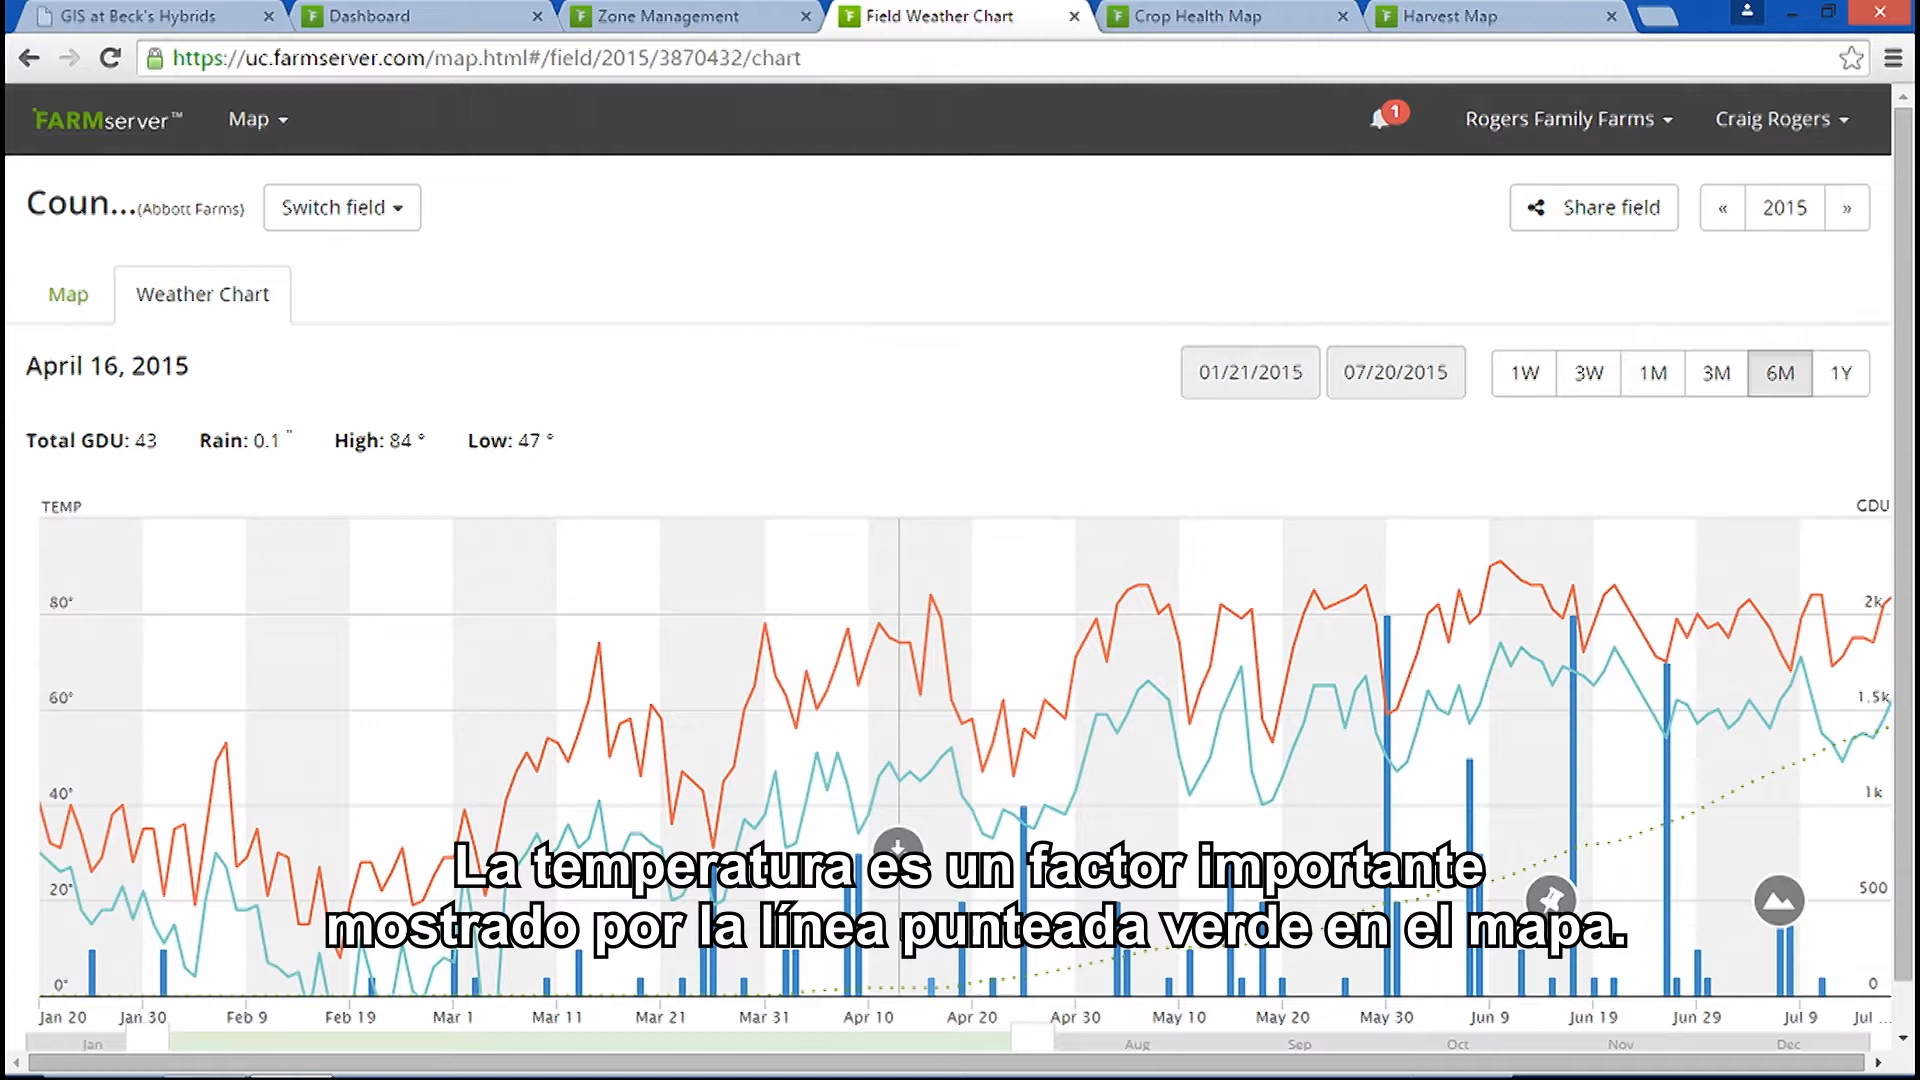 GIS at Beck's Hybrids
Dashboard
Zone Management
Field Weather Chart
Crop Health Map
Harvest Map
https://uc.farmserver.com/map.html#/field/2015/3870432/chart
FARMserver™
Map
1
Rogers Family Farms
Craig Rogers
Coun...(Abbott Farms)
Switch field
Share field
«
2015
»
Map
Weather Chart
April 16, 2015
01/21/2015
07/20/2015
1W
3W
1M
3M
6M
1Y
Total GDU: 43 Rain: 0.1 " High: 84 ° Low: 47 °
TEMP
GDU
80°
2k
60°
1.5k
40°
1k
20°
500
0°
0
La temperatura es un factor importante
mostrado por la línea punteada verde en el mapa.
Jan 20 Jan 30 Feb 9 Feb 19 Mar 1 Mar 11 Mar 21 Mar 31 Apr 10 Apr 20 Apr 30 May 10 May 20 May 30 Jun 9 Jun 19 Jun 29 Jul 9 Jul ...
Jan Aug Sep Oct Nov Dec